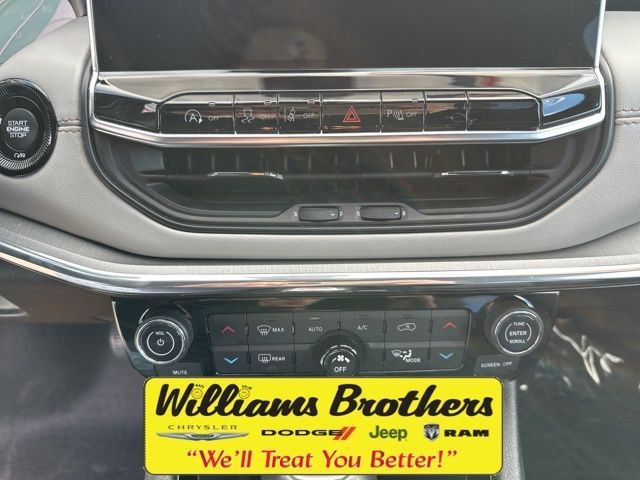 START
ENGINE
STOP
A OFF OFF OFF P OFF
VOL MAX AUTO A/C TUNE
ENTER
SCROLL
REAR OFF MODE
MUTE SCREEN OFF
Williams Brothers
CHRYSLER DODGE Jeep RAM
"We'll Treat You Better!"